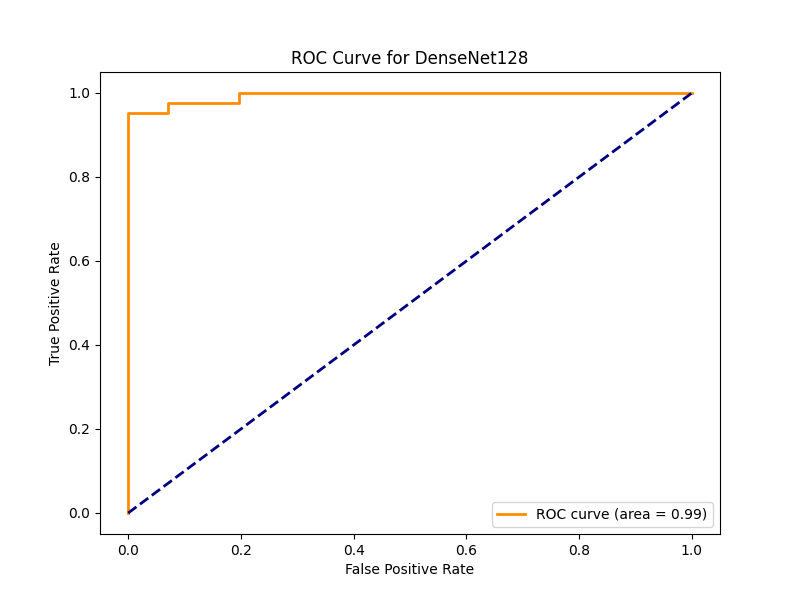 ROC Curve for DenseNet128
True Positive Rate
1.0
0.8
0.6
0.4
0.2
0.0
ROC curve (area = 0.99)
0.0 0.2 0.4 0.6 0.8 1.0
False Positive Rate